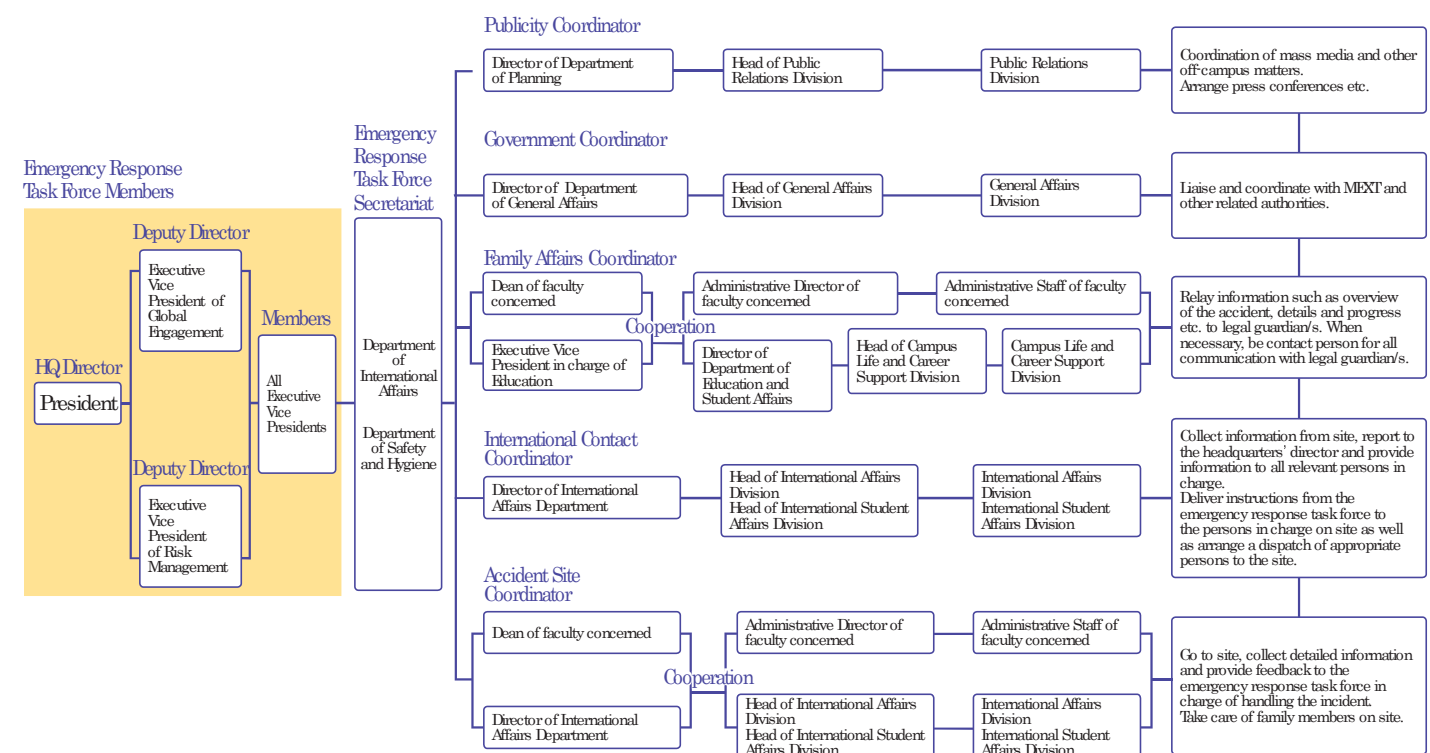 Emergency Response
Task Force Members
HQ Director
President
Deputy Director
Executive
Vice
President of
Global
Engagement
Deputy Director
Executive
Vice
President
of Risk
Management
Members
All
Executive
Vice
Presidents
Emergency
Response
Task Force
Secretariat
Department
of
International
Affairs
Department
of Safety
and Hygiene
Publicity Coordinator
Director of Department
of Planning
Head of Public
Relations Division
Public Relations
Division
Coordination of mass media and other
off-campus matters.
Arrange press conferences etc.
Government Coordinator
Director of Department
of General Affairs
Head of General Affairs
Division
General Affairs
Division
Liaise and coordinate with MEXT and
other related authorities.
Family Affairs Coordinator
Dean of faculty
concerned
Executive Vice
President in charge of
Education
Cooperation
Administrative Director of
faculty concerned
Administrative Staff of faculty
concerned
Director of
Department of
Education and
Student Affairs
Head of Campus
Life and Career
Support Division
Campus Life and
Career Support
Division
Relay information such as overview
of the accident, details and progress
etc. to legal guardian/s. When
necessary, be contact person for all
communication with legal guardian/s.
International Contact
Coordinator
Director of International
Affairs Department
Head of International Affairs
Division
Head of International Student
Affairs Division
International Affairs
Division
International Student
Affairs Division
Collect information from site, report to
the headquarters' director and provide
information to all relevant persons in
charge.
Deliver instructions from the
emergency response task force to
the persons in charge on site as well
as arrange a dispatch of appropriate
persons to the site.
Accident Site
Coordinator
Dean of faculty concerned
Director of International
Affairs Department
Cooperation
Administrative Director of
faculty concerned
Administrative Staff of
faculty concerned
Head of International Affairs
Division
Head of International Student
Affairs Division
International Affairs
Division
International Student
Affairs Division
Go to site, collect detailed information
and provide feedback to the
emergency response task force in
charge of handling the incident.
Take care of family members on site.